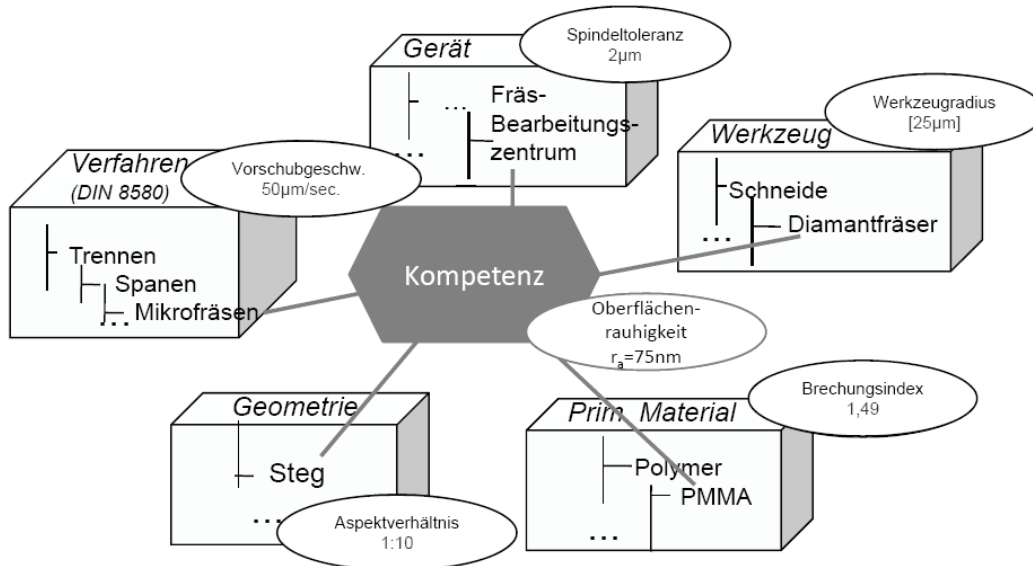 Spindeltoleranz
2µm
Gerät
...
Fräs-
Bearbeitungs-
zentrum
...
Werkzeugradius
[25µm]
Werkzeug
Schneide
...
Diamantfräser
Verfahren
(DIN 8580)
Vorschubgeschw.
50µm/sec.
Trennen
Spanen
Mikrofräsen
...
Kompetenz
Oberflächen-
rauhigkeit
rₐ=75nm
Geometrie
Steg
...
Aspektverhältnis
1:10
Prim. Material
Brechungsindex
1,49
Polymer
PMMA
...